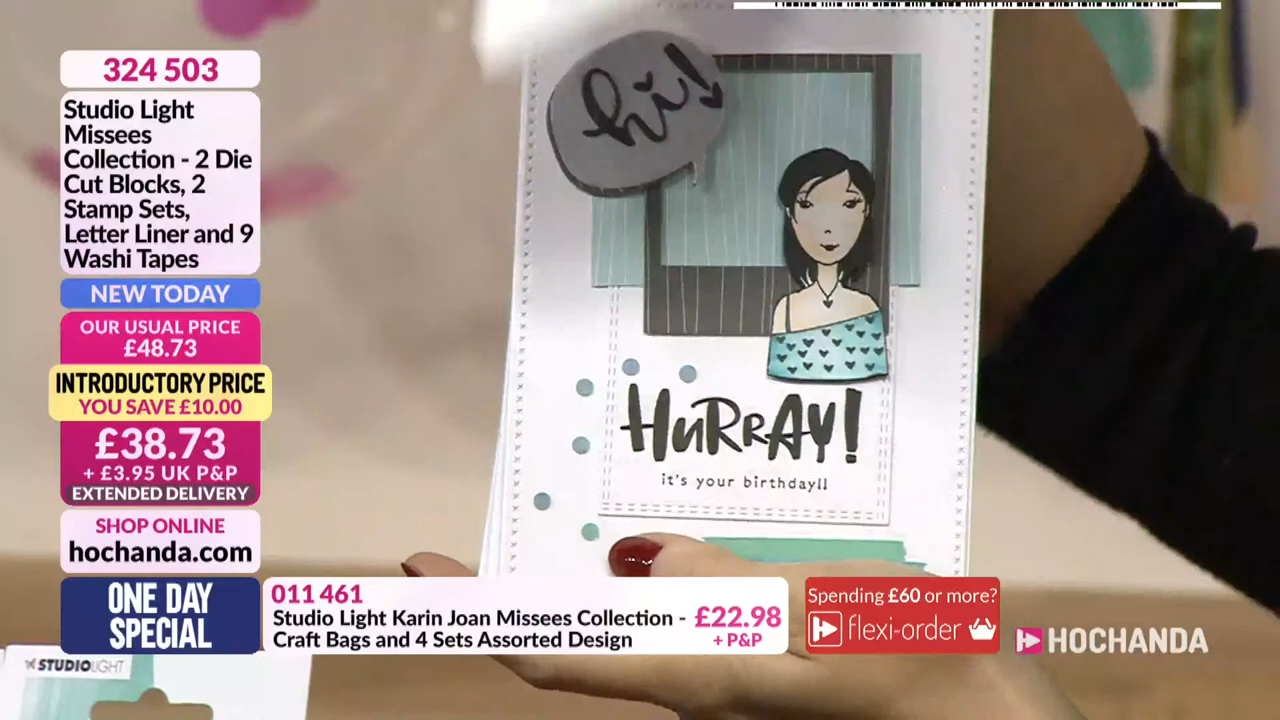 324 503
Studio Light
Missees
Collection - 2 Die
Cut Blocks, 2
Stamp Sets,
Letter Liner and 9
Washi Tapes
NEW TODAY
OUR USUAL PRICE
£48.73
INTRODUCTORY PRICE
YOU SAVE £10.00
£38.73
+ £3.95 UK P&P
EXTENDED DELIVERY
SHOP ONLINE
hochanda.com
ONE DAY
SPECIAL
011 461
Studio Light Karin Joan Missees Collection -
Craft Bags and 4 Sets Assorted Design
£22.98
+ P&P
Spending £60 or more?
flexi-order
HOCHANDA
hi!
HURRAY!
it's your birthday!!
STUDIOLIGHT